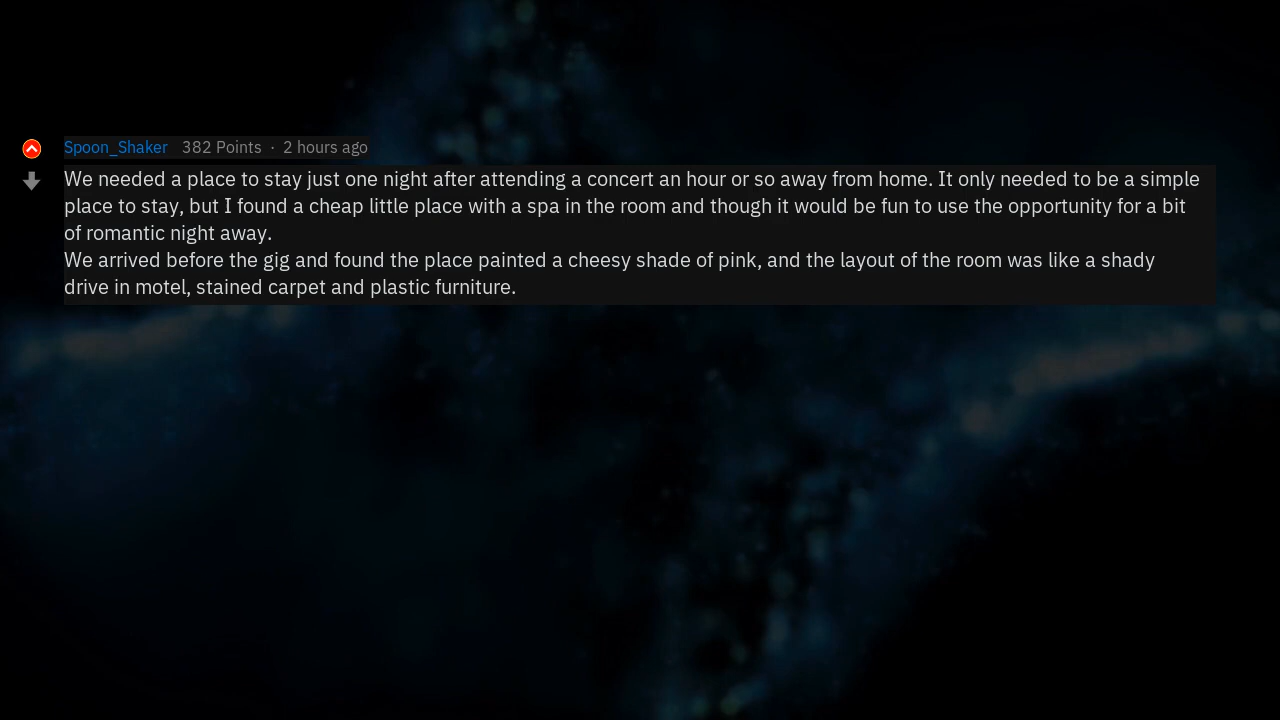 Spoon_Shaker 382 Points · 2 hours ago
We needed a place to stay just one night after attending a concert an hour or so away from home. It only needed to be a simple
place to stay, but I found a cheap little place with a spa in the room and though it would be fun to use the opportunity for a bit
of romantic night away.
We arrived before the gig and found the place painted a cheesy shade of pink, and the layout of the room was like a shady
drive in motel, stained carpet and plastic furniture.